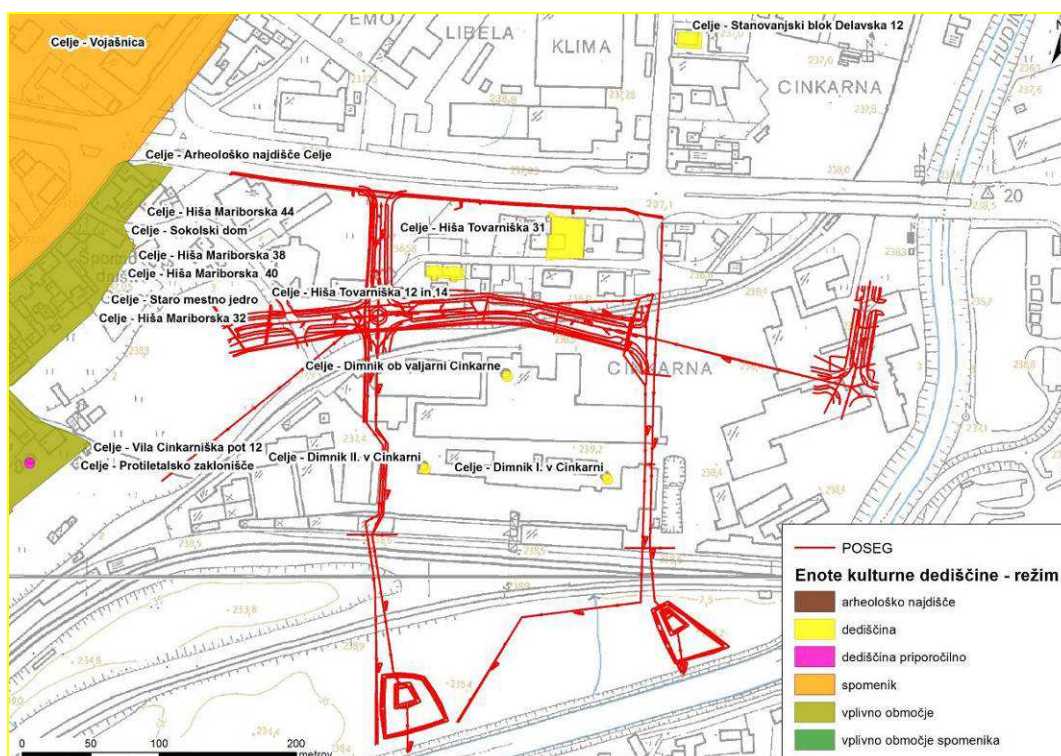 EMO
LIBELA
KLIMA
CINKARNA
HUDI
Celje - Stanovanjski blok Delavska 12
Celje - Vojašnica
Celje - Arheološko najdišče Celje
20
Celje - Hiša Mariborska 44
Celje - Sokolski dom
Celje - Hiša Tovarniška 31
Celje - Hiša Mariborska 38
Celje - Hiša Mariborska 40
Celje - Hiša Tovarniška 12 in 14
Celje - Staro mestno jedro
Celje - Hiša Mariborska 32
Celje - Dimnik ob valjarni Cinkarne
CINKARNA
Celje - Vila Cinkarniška pot 12
Celje - Dimnik II. v Cinkarni
Celje - Dimnik I. v Cinkarni
Celje - Protiletalsko zaklonišče
POSEG
Enote kulturne dediščine - režim
arheološko najdišče
dediščina
dediščina priporočilno
spomenik
vplivno območje
vplivno območje spomenika
0 50 100 200
metrov